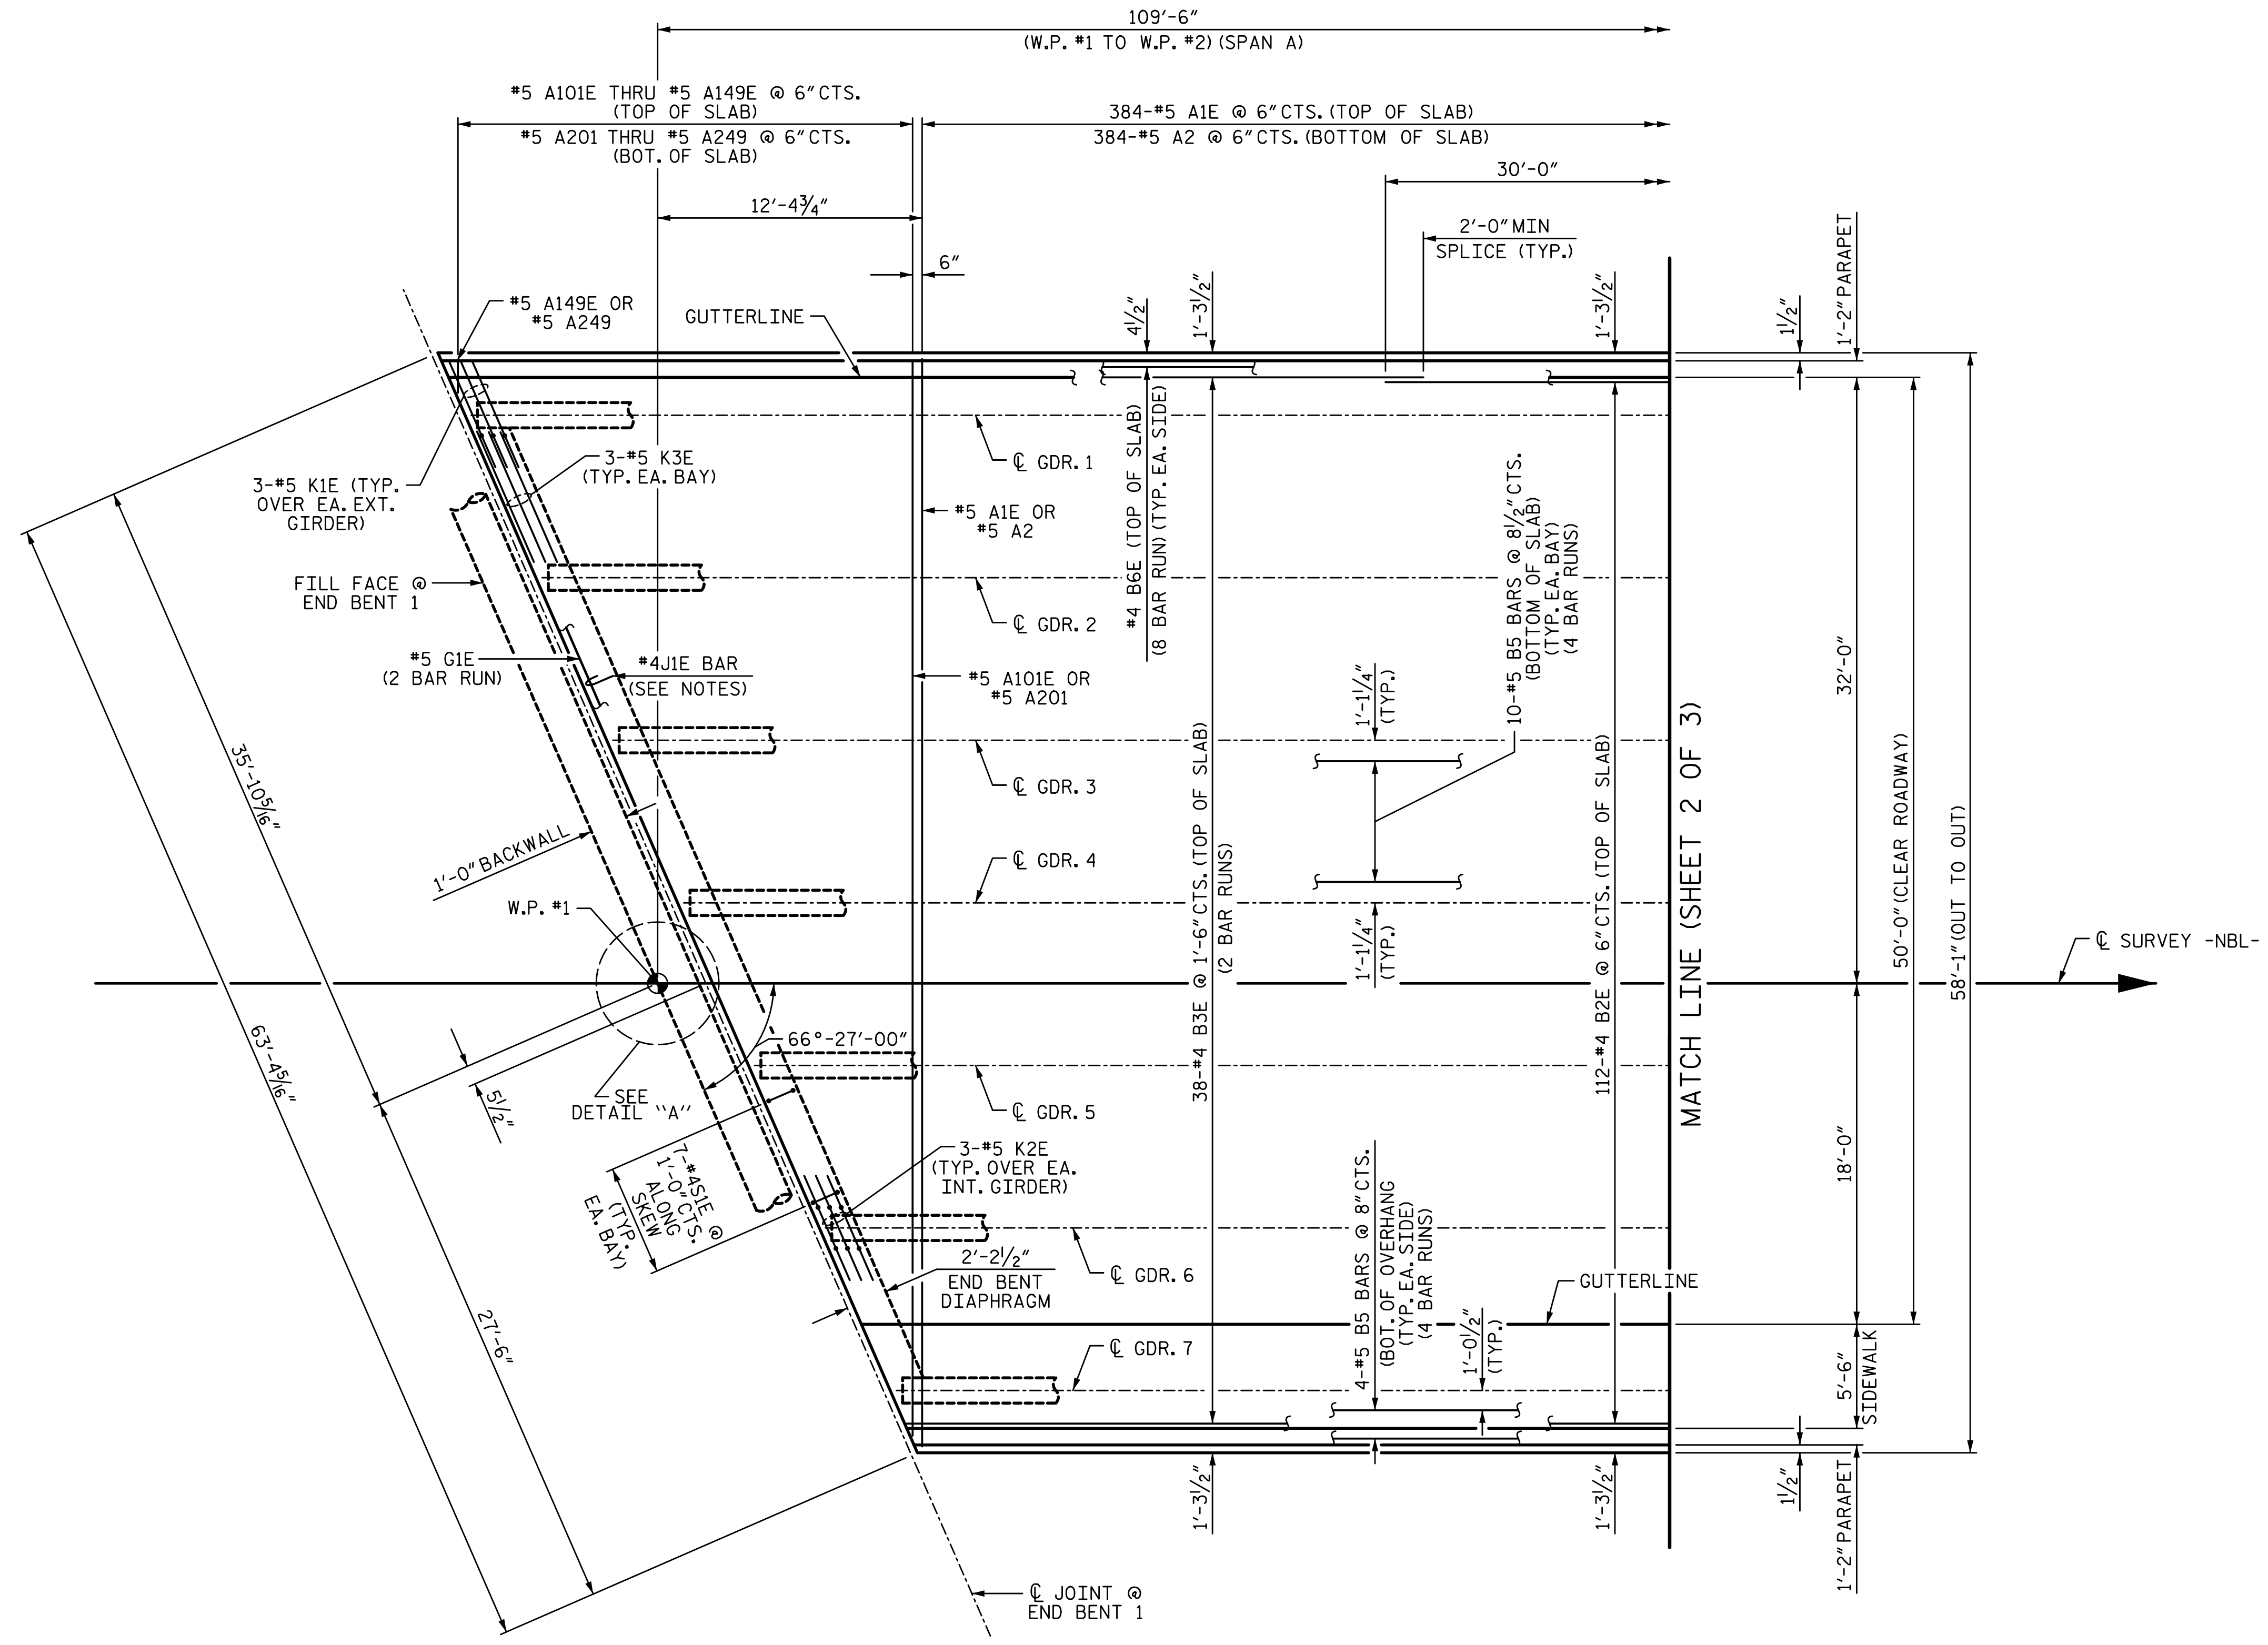 109'-6"
(W.P. #1 TO W.P. #2) (SPAN A)
#5 A101E THRU #5 A149E @ 6" CTS.
(TOP OF SLAB)
#5 A201 THRU #5 A249 @ 6" CTS.
(BOT. OF SLAB)
384-#5 A1E @ 6" CTS. (TOP OF SLAB)
384-#5 A2 @ 6" CTS. (BOTTOM OF SLAB)
30'-0"
12'-4¾"
2'-0" MIN
SPLICE (TYP.)
6"
#5 A149E OR
#5 A249
GUTTERLINE
4½"
1'-3½"
1'-3½"
1½"
1'-2" PARAPET
3-#5 K1E (TYP.
OVER EA. EXT.
GIRDER)
3-#5 K3E
(TYP. EA. BAY)
℄ GDR. 1
#5 A1E OR
#5 A2
#4 B6E (TOP OF SLAB)
(8 BAR RUN) (TYP. EA. SIDE)
10-#5 B5 BARS @ 8½" CTS.
(BOTTOM OF SLAB)
(TYP. EA. BAY)
(4 BAR RUNS)
FILL FACE @
END BENT 1
℄ GDR. 2
#5 G1E
(2 BAR RUN)
#4J1E BAR
(SEE NOTES)
#5 A101E OR
#5 A201
1'-1¼"
(TYP.)
32'-0"
35'-10⁵⁄₁₆"
℄ GDR. 3
38-#4 B3E @ 1'-6" CTS. (TOP OF SLAB)
(2 BAR RUNS)
112-#4 B2E @ 6" CTS. (TOP OF SLAB)
MATCH LINE (SHEET 2 OF 3)
50'-0" (CLEAR ROADWAY)
58'-1" (OUT TO OUT)
1'-0" BACKWALL
℄ GDR. 4
W.P. #1
1'-1¼"
(TYP.)
℄ SURVEY -NBL-
63'-4⁵⁄₁₆"
66°-27'-00"
5½"
SEE
DETAIL "A"
℄ GDR. 5
7-#4S1E @
1'-0" CTS.
ALONG
SKEW
(TYP.
EA. BAY)
3-#5 K2E
(TYP. OVER EA.
INT. GIRDER)
4-#5 B5 BARS @ 8" CTS.
(BOT. OF OVERHANG
(TYP. EA. SIDE)
(4 BAR RUNS)
18'-0"
2'-2½"
END BENT
DIAPHRAGM
℄ GDR. 6
GUTTERLINE
27'-6"
℄ GDR. 7
1'-0½"
(TYP.)
5'-6"
SIDEWALK
1'-3½"
1'-3½"
1½"
1'-2" PARAPET
℄ JOINT @
END BENT 1